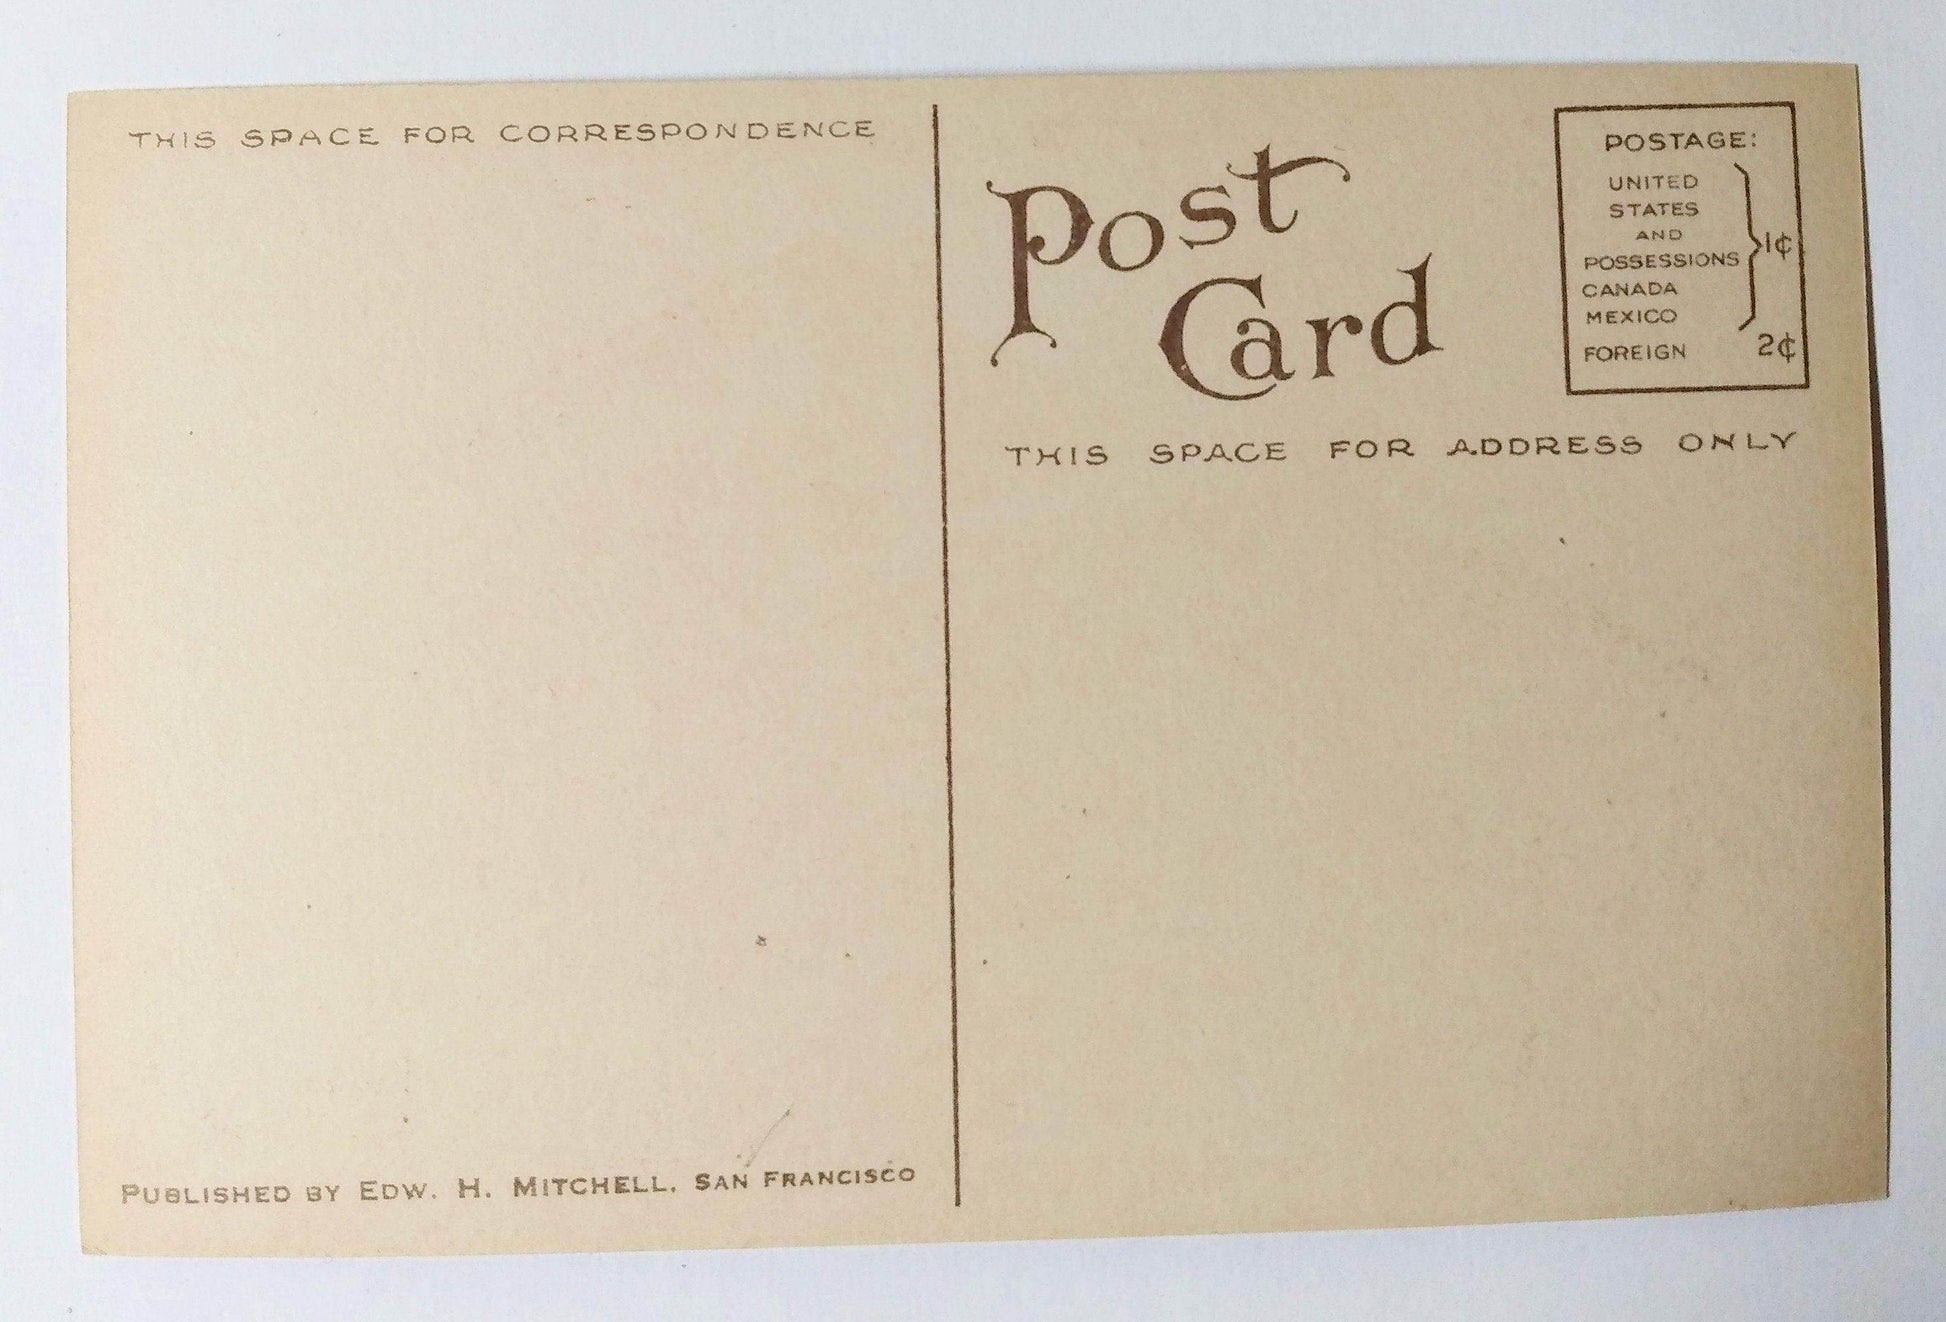 THIS SPACE FOR CORRESPONDENCE
Post
Card
POSTAGE:
UNITED
STATES
AND
POSSESSIONS
CANADA
MEXICO
1¢
FOREIGN 2¢
THIS SPACE FOR ADDRESS ONLY
PUBLISHED BY EDW. H. MITCHELL, SAN FRANCISCO